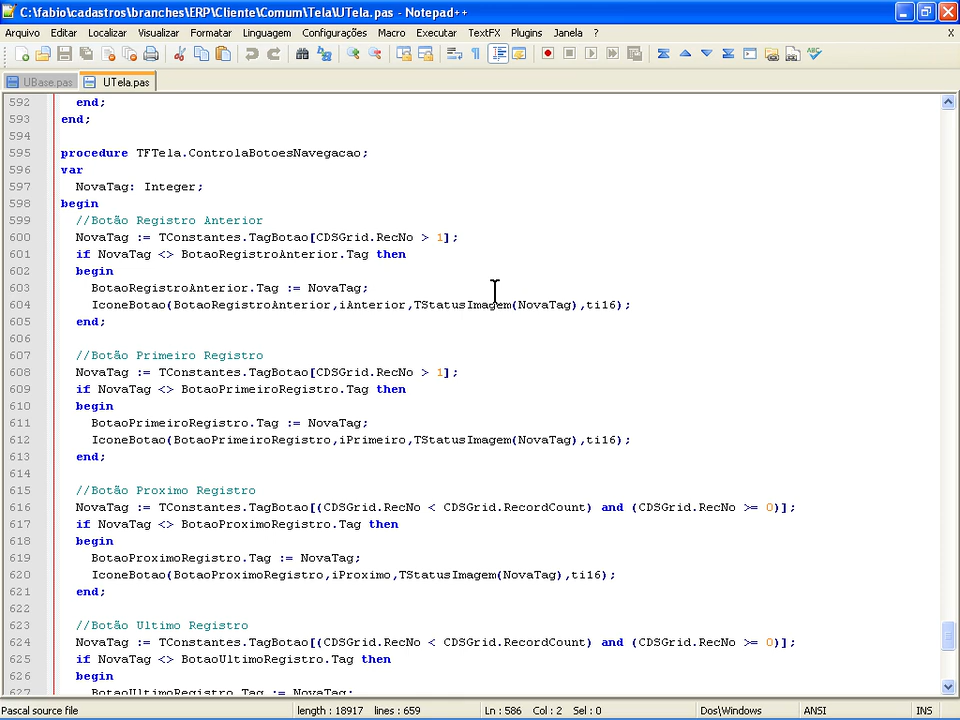 C:\fabio\cadastros\branches\ERP\Cliente\Comum\Tela\UTela.pas - Notepad++
Arquivo Editar Localizar Visualizar Formatar Linguagem Configurações Macro Executar TextFX Plugins Janela ? X
UBase.pas UTela.pas
592 end;
593 end;
594
595 procedure TFTela.ControlaBotoesNavegacao;
596 var
597 NovaTag: Integer;
598 begin
599 //Botão Registro Anterior
600 NovaTag := TConstantes.TagBotao[CDSGrid.RecNo > 1];
601 if NovaTag <> BotaoRegistroAnterior.Tag then
602 begin
603 BotaoRegistroAnterior.Tag := NovaTag;
604 IconeBotao(BotaoRegistroAnterior,iAnterior,TStatusImagem(NovaTag),ti16);
605 end;
606
607 //Botão Primeiro Registro
608 NovaTag := TConstantes.TagBotao[CDSGrid.RecNo > 1];
609 if NovaTag <> BotaoPrimeiroRegistro.Tag then
610 begin
611 BotaoPrimeiroRegistro.Tag := NovaTag;
612 IconeBotao(BotaoPrimeiroRegistro,iPrimeiro,TStatusImagem(NovaTag),ti16);
613 end;
614
615 //Botão Proximo Registro
616 NovaTag := TConstantes.TagBotao[(CDSGrid.RecNo < CDSGrid.RecordCount) and (CDSGrid.RecNo >= 0)];
617 if NovaTag <> BotaoProximoRegistro.Tag then
618 begin
619 BotaoProximoRegistro.Tag := NovaTag;
620 IconeBotao(BotaoProximoRegistro,iProximo,TStatusImagem(NovaTag),ti16);
621 end;
622
623 //Botão Ultimo Registro
624 NovaTag := TConstantes.TagBotao[(CDSGrid.RecNo < CDSGrid.RecordCount) and (CDSGrid.RecNo >= 0)];
625 if NovaTag <> BotaoUltimoRegistro.Tag then
626 begin
627 BotaoUltimoRegistro.Tag := NovaTag;
Pascal source file length : 18917 lines : 659 Ln : 586 Col : 2 Sel : 0 Dos\Windows ANSI INS